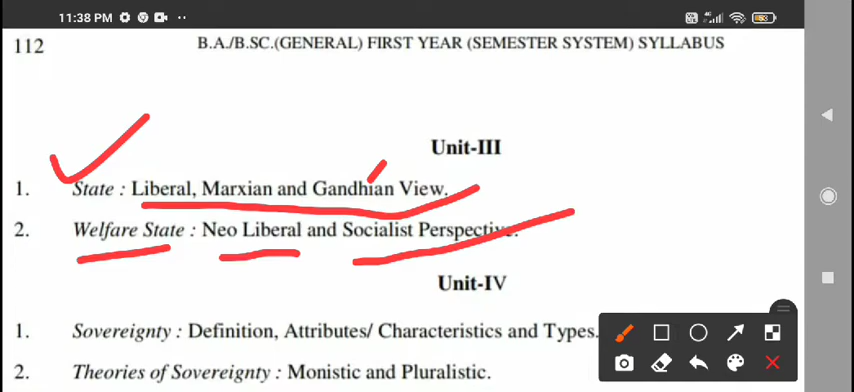 11:38 PM
4G
53
112 B.A./B.SC.(GENERAL) FIRST YEAR (SEMESTER SYSTEM) SYLLABUS
Unit-III
1. State : Liberal, Marxian and Gandhian View.
2. Welfare State : Neo Liberal and Socialist Perspective.
Unit-IV
1. Sovereignty : Definition, Attributes/ Characteristics and Types.
2. Theories of Sovereignty : Monistic and Pluralistic.